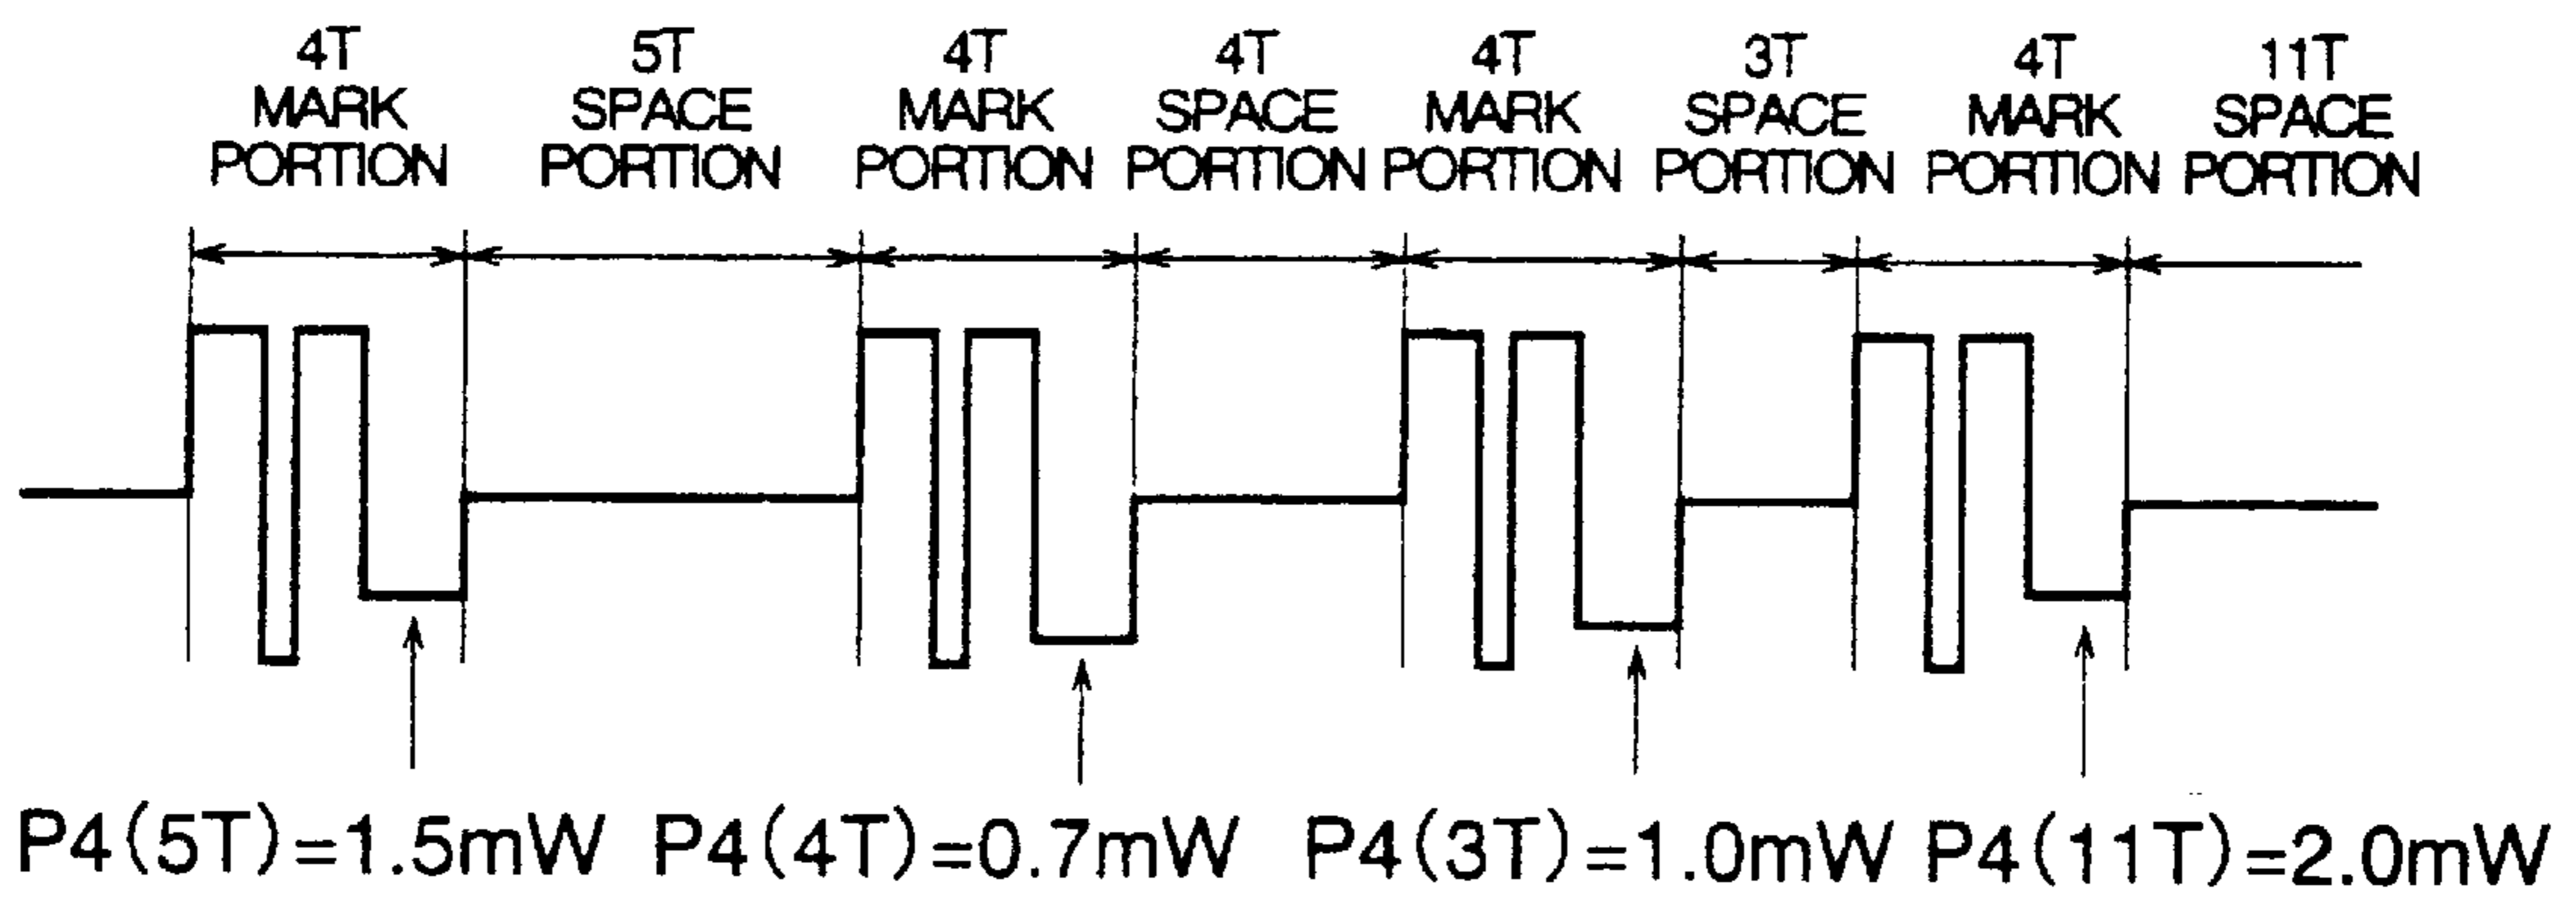 4T
MARK
PORTION
5T
SPACE
PORTION
4T
MARK
PORTION
4T
SPACE
PORTION
4T
MARK
PORTION
3T
SPACE
PORTION
4T
MARK
PORTION
11T
SPACE
PORTION
P4(5T)=1.5mW
P4(4T)=0.7mW
P4(3T)=1.0mW
P4(11T)=2.0mW